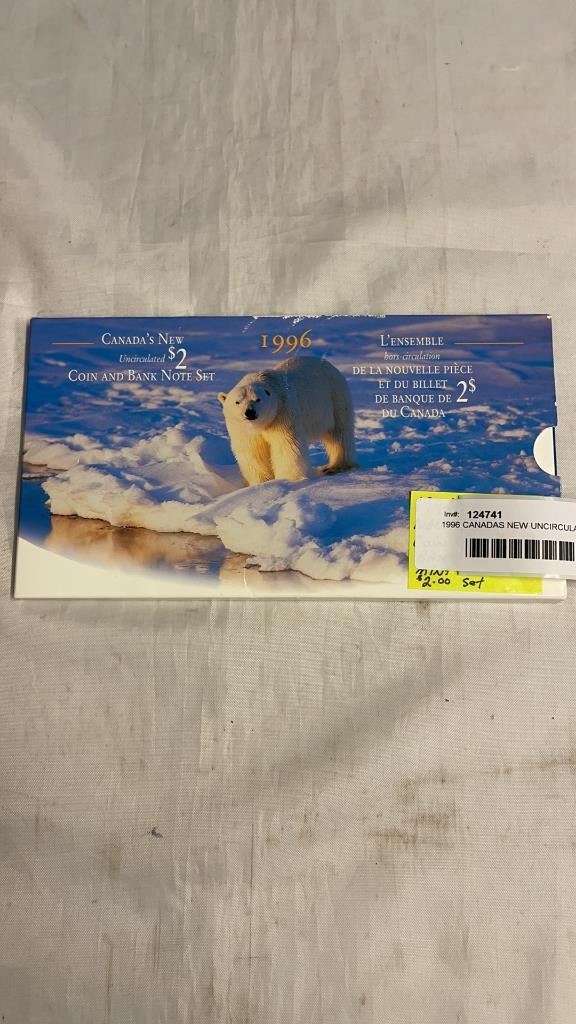 CANADA'S NEW
Uncirculated $2
COIN AND BANK NOTE SET
1996
L'ENSEMBLE
hors-circulation
DE LA NOUVELLE PIÈCE
ET DU BILLET
DE BANQUE DE 2$
DU CANADA
Inv#: 124741
1996 CANADAS NEW UNCIRCULA
$2.00 Set